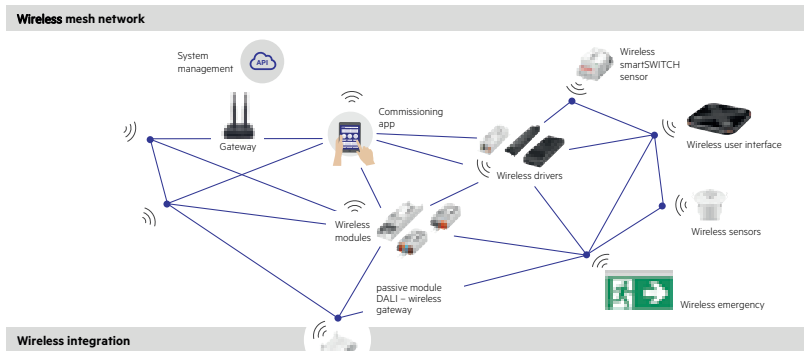 Wireless mesh network
System
management
API
Wireless
smartSWITCH
sensor
Commissioning
app
Gateway
Wireless user interface
Wireless drivers
Wireless
modules
Wireless sensors
passive module
DALI – wireless
gateway
Wireless emergency
Wireless integration